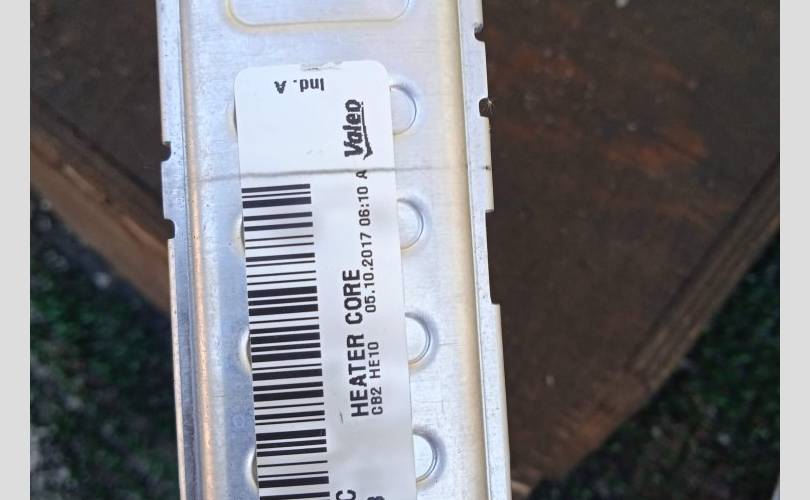 Ind. A
Valeo
HEATER CORE
CB2 HE10 05.10.2017 06:10 A